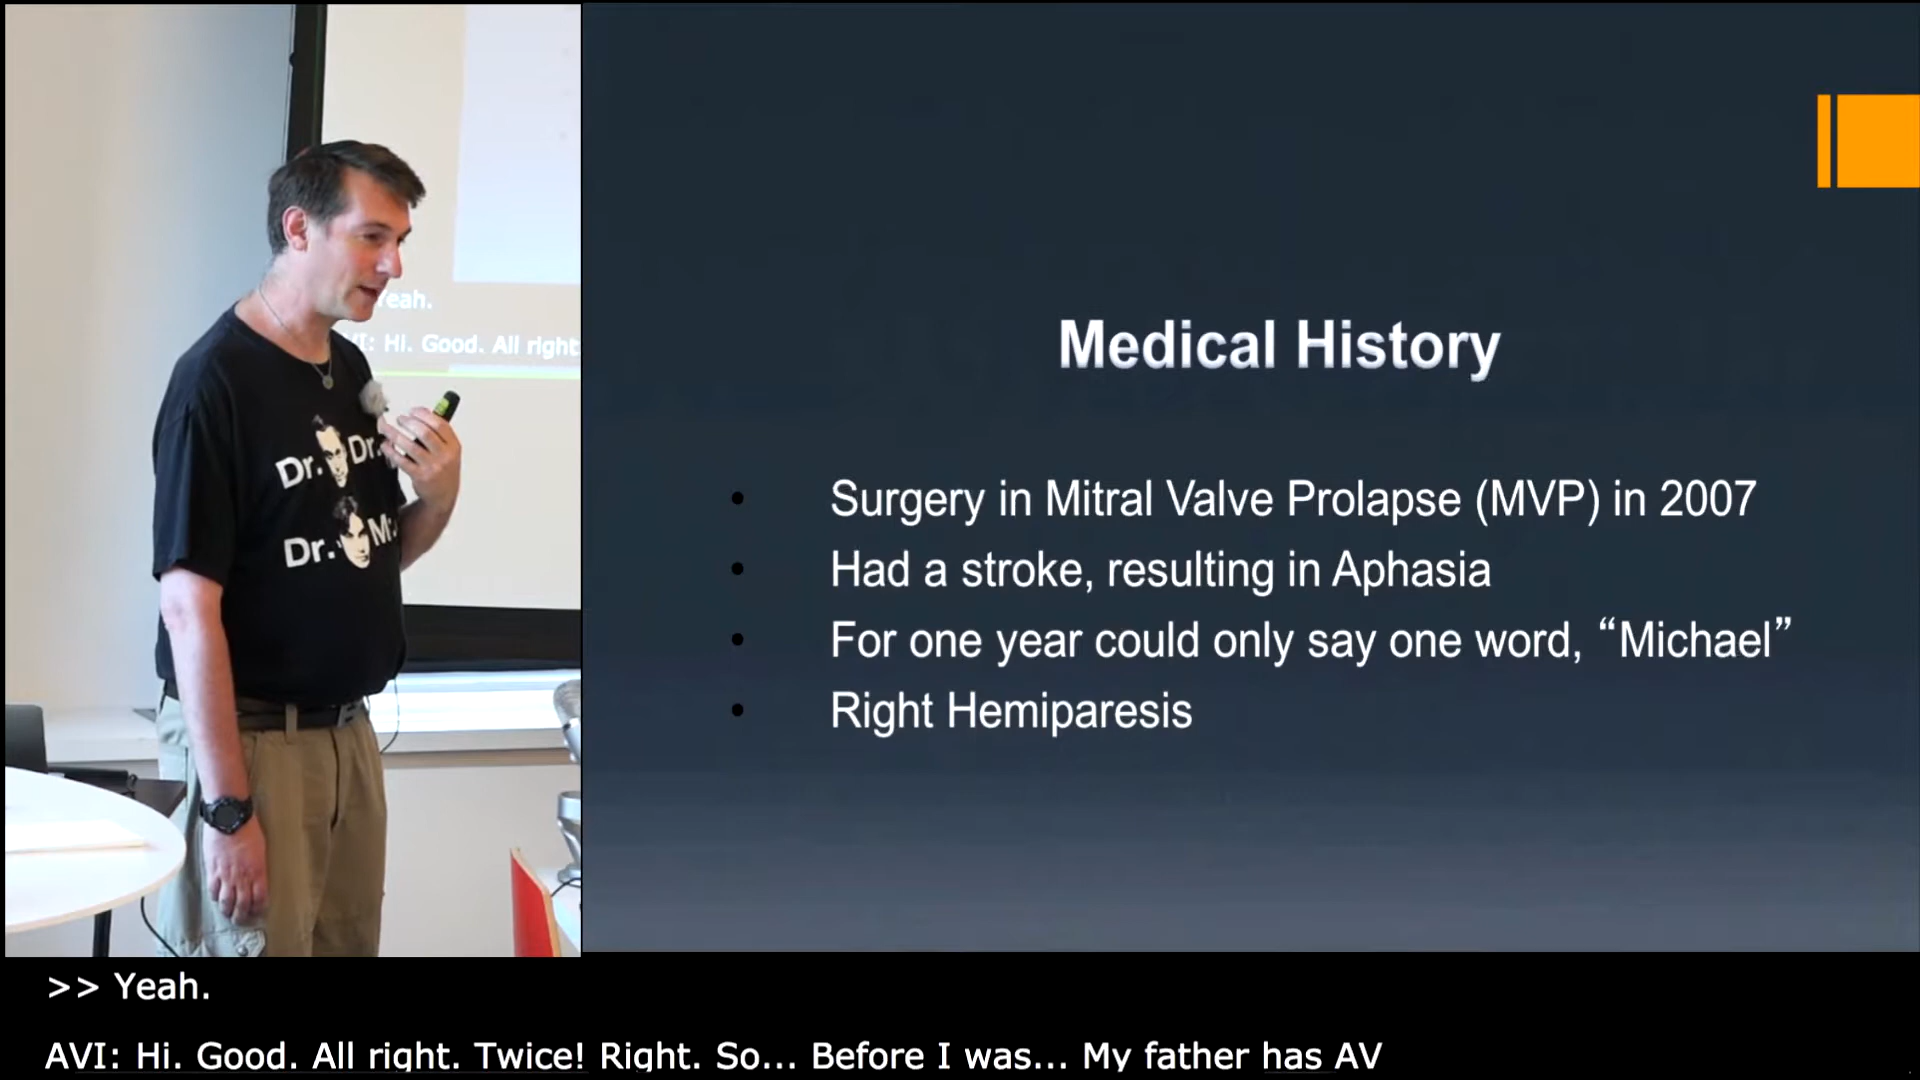 Yeah.
AVI: Hi. Good. All right
Dr. Dr.
Dr. Mr.
Medical History
• Surgery in Mitral Valve Prolapse (MVP) in 2007
• Had a stroke, resulting in Aphasia
• For one year could only say one word, “Michael”
• Right Hemiparesis
>> Yeah.
AVI: Hi. Good. All right. Twice! Right. So... Before I was... My father has AV